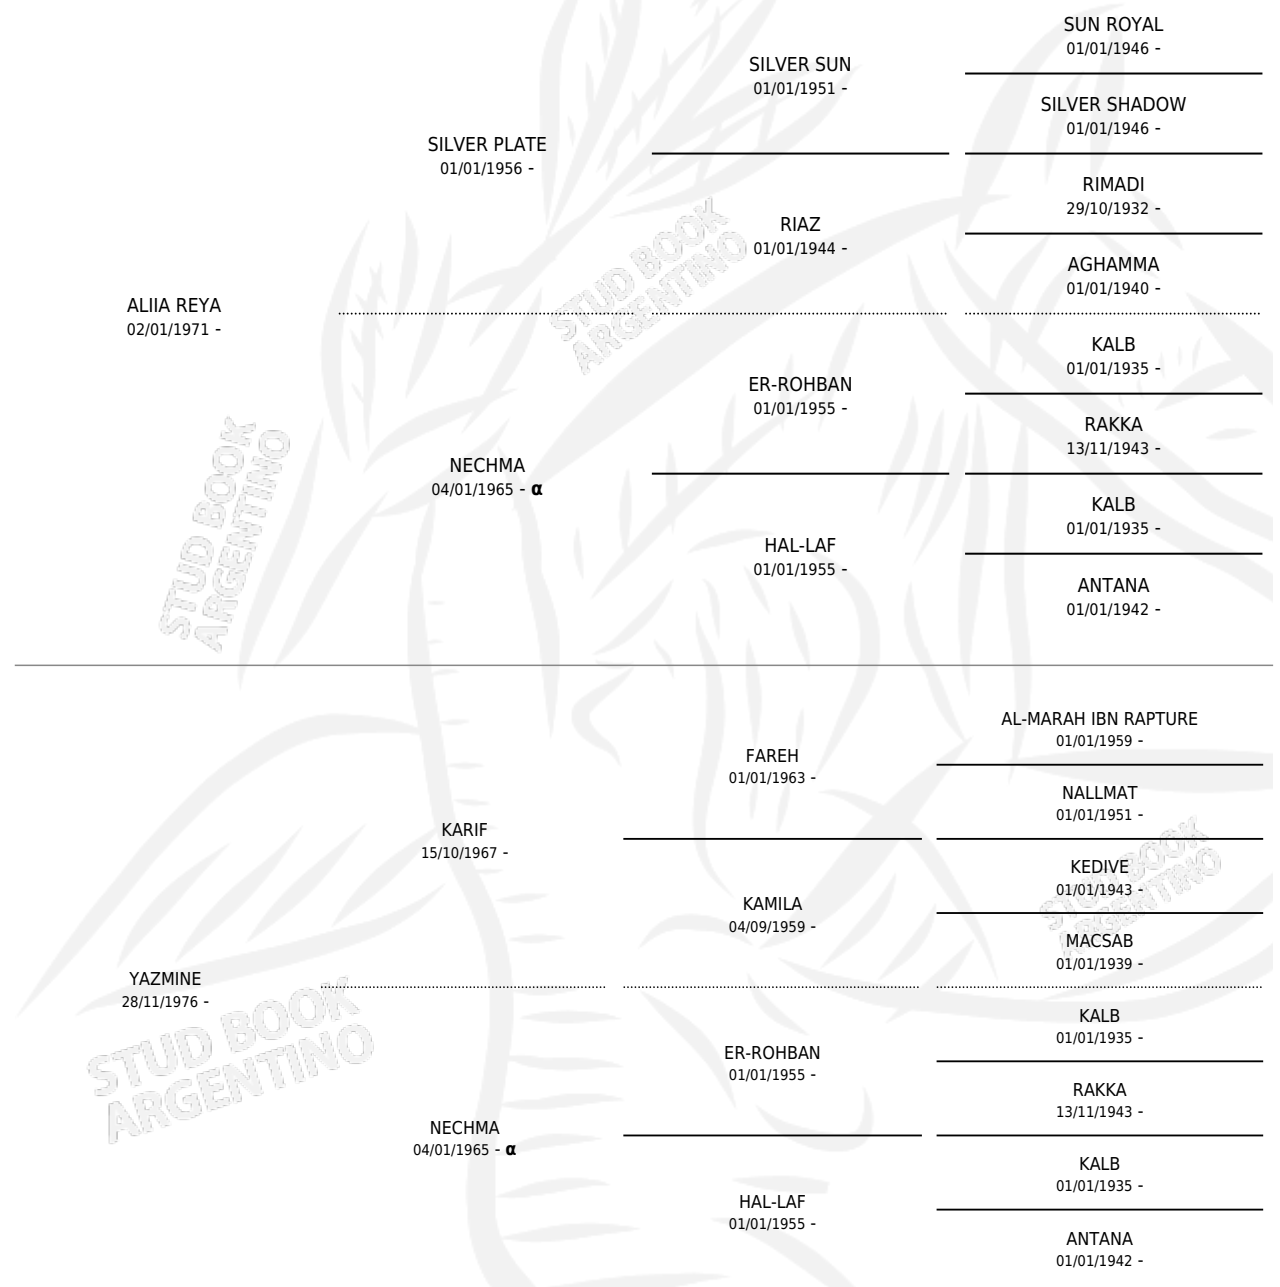 SUN ROYAL
01/01/1946 -
SILVER SUN
01/01/1951 -
SILVER SHADOW
01/01/1946 -
SILVER PLATE
01/01/1956 -
RIMADI
29/10/1932 -
RIAZ
01/01/1944 -
AGHAMMA
01/01/1940 -
ALIIA REYA
02/01/1971 -
KALB
01/01/1935 -
ER-ROHBAN
01/01/1955 -
RAKKA
13/11/1943 -
NECHMA
04/01/1965 - α
KALB
01/01/1935 -
HAL-LAF
01/01/1955 -
ANTANA
01/01/1942 -
STUD BOOK
ARGENTINO
STUD BOOK
ARGENTINO
AL-MARAH IBN RAPTURE
01/01/1959 -
FAREH
01/01/1963 -
NALLMAT
01/01/1951 -
KARIF
15/10/1967 -
KEDIVE
01/01/1943 -
KAMILA
04/09/1959 -
MACSAB
01/01/1939 -
YAZMINE
28/11/1976 -
KALB
01/01/1935 -
ER-ROHBAN
01/01/1955 -
RAKKA
13/11/1943 -
NECHMA
04/01/1965 - α
KALB
01/01/1935 -
HAL-LAF
01/01/1955 -
ANTANA
01/01/1942 -
STUD BOOK
ARGENTINO
STUD BOOK
ARGENTINO